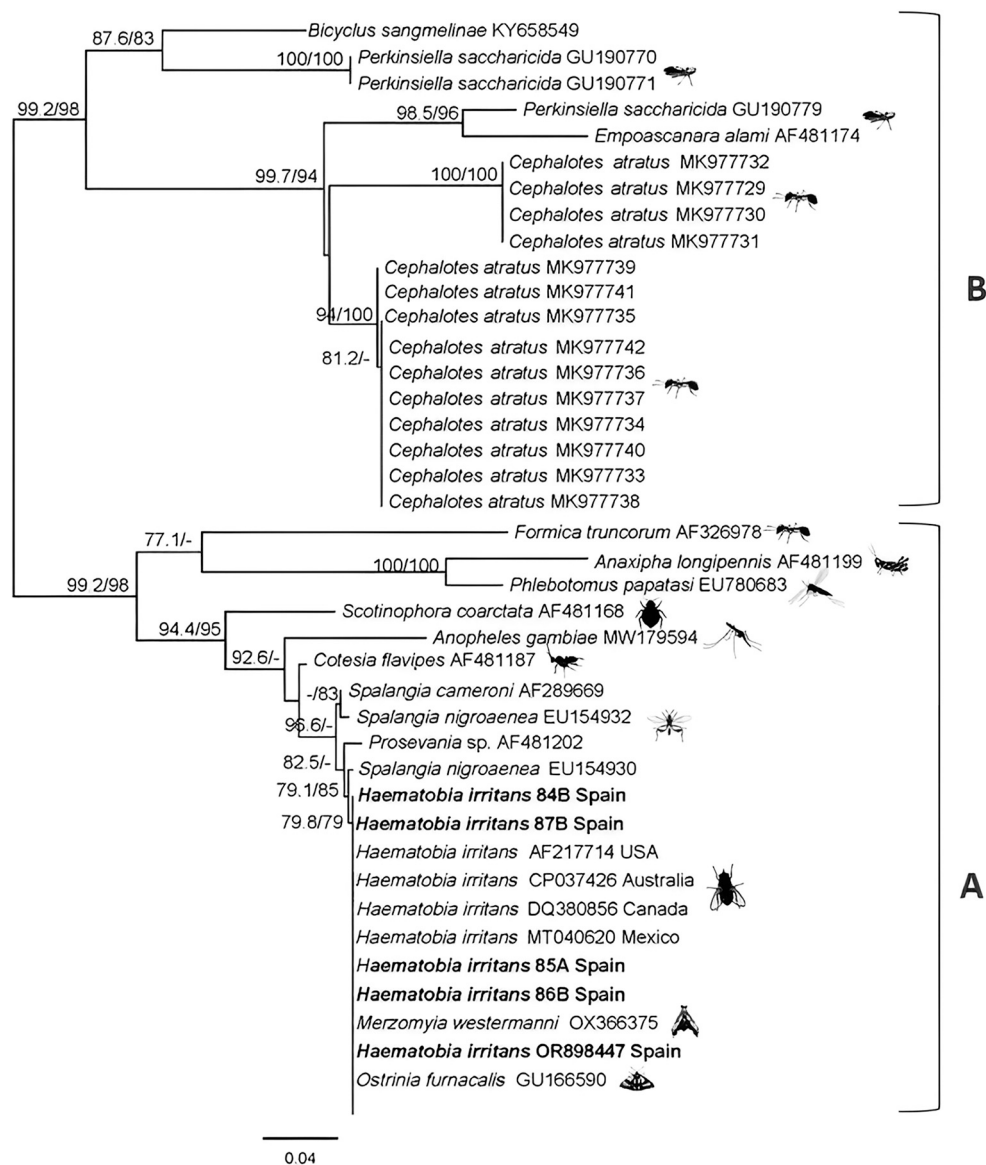 Bicyclus sangmelinae KY658549
87.6/83
100/100
Perkinsiella saccharicida GU190770
Perkinsiella saccharicida GU190771
99.2/98
98.5/96
Perkinsiella saccharicida GU190779
Empoascanara alami AF481174
99.7/94
100/100
Cephalotes atratus MK977732
Cephalotes atratus MK977729
Cephalotes atratus MK977730
Cephalotes atratus MK977731
Cephalotes atratus MK977739
Cephalotes atratus MK977741
94/100
Cephalotes atratus MK977735
81.2/-
Cephalotes atratus MK977742
Cephalotes atratus MK977736
Cephalotes atratus MK977737
Cephalotes atratus MK977734
Cephalotes atratus MK977740
Cephalotes atratus MK977733
Cephalotes atratus MK977738
B
77.1/-
Formica truncorum AF326978
100/100
Anaxipha longipennis AF481199
Phlebotomus papatasi EU780683
99.2/98
94.4/95
Scotinophora coarctata AF481168
92.6/-
Anopheles gambiae MW179594
Cotesia flavipes AF481187
-/83
Spalangia cameroni AF289669
96.6/-
Spalangia nigroaenea EU154932
Prosevania sp. AF481202
82.5/-
Spalangia nigroaenea EU154930
79.1/85
Haematobia irritans 84B Spain
79.8/79
Haematobia irritans 87B Spain
Haematobia irritans AF217714 USA
Haematobia irritans CP037426 Australia
Haematobia irritans DQ380856 Canada
Haematobia irritans MT040620 Mexico
Haematobia irritans 85A Spain
Haematobia irritans 86B Spain
Merzomyia westermanni OX366375
Haematobia irritans OR898447 Spain
Ostrinia furnacalis GU166590
A
0.04